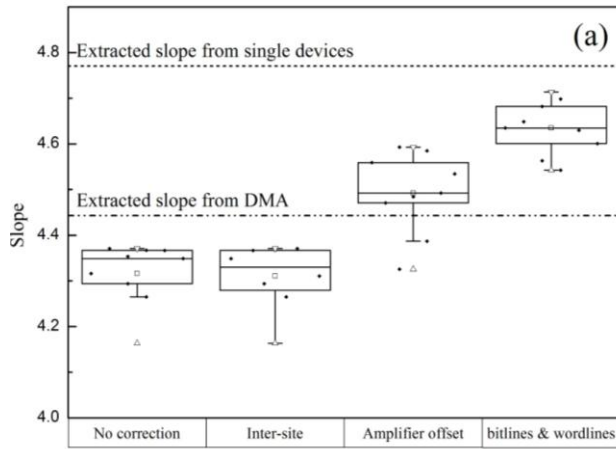 (a)
4.8
Extracted slope from single devices
4.6
Extracted slope from DMA
4.4
Slope
4.2
4.0
No correction
Inter-site
Amplifier offset
bitlines & wordlines